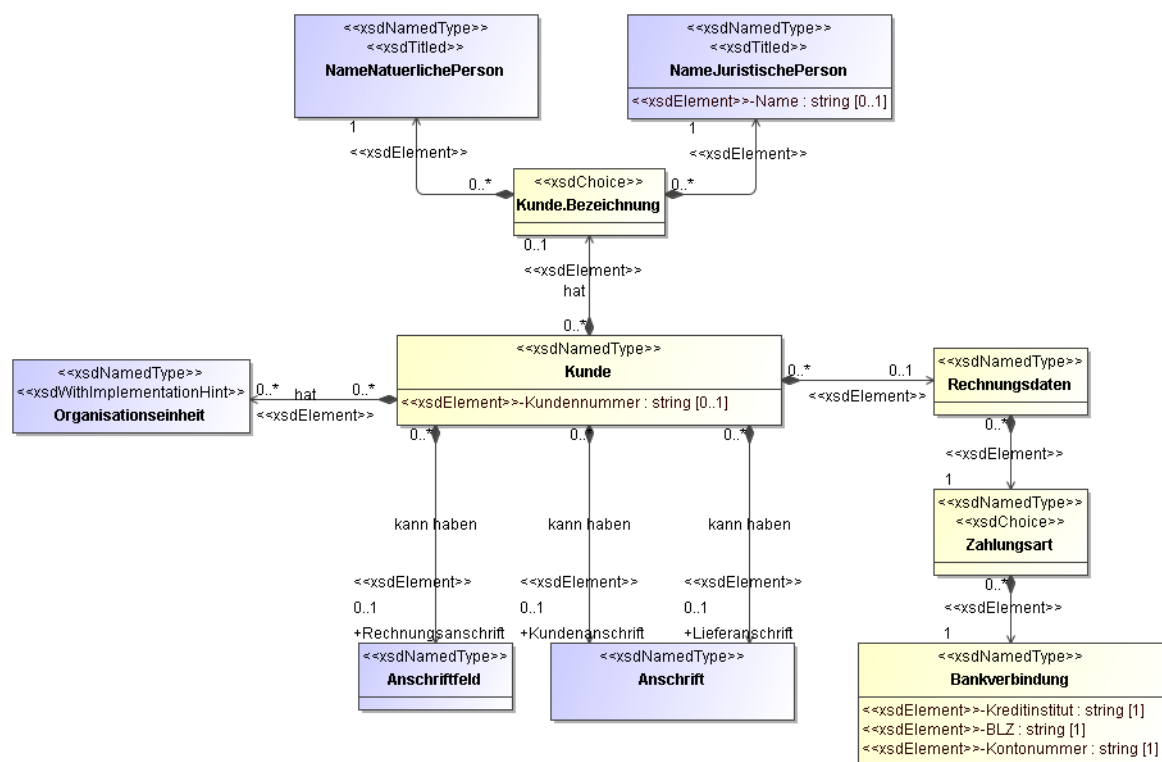 <<xsdNamedType>>
<<xsdTitled>>
NameNatuerlichePerson
<<xsdNamedType>>
<<xsdTitled>>
NameJuristischePerson
<<xsdElement>>-Name : string [0..1]
1
<<xsdElement>>
1
<<xsdElement>>
0..*
<<xsdChoice>>
Kunde.Bezeichnung
0..*
0..1
<<xsdElement>>
hat
0..*
<<xsdNamedType>>
Kunde
<<xsdElement>>-Kundennummer : string [0..1]
<<xsdNamedType>>
<<xsdWithImplementationHint>>
Organisationseinheit
0..*
hat
0..*
<<xsdElement>>
0..*
0..1
<<xsdElement>>
<<xsdNamedType>>
Rechnungsdaten
0..*
<<xsdElement>>
1
<<xsdNamedType>>
<<xsdChoice>>
Zahlungsart
0..*
<<xsdElement>>
1
<<xsdNamedType>>
Bankverbindung
<<xsdElement>>-Kreditinstitut : string [1]
<<xsdElement>>-BLZ : string [1]
<<xsdElement>>-Kontonummer : string [1]
0..*
0..*
0..*
kann haben
kann haben
kann haben
<<xsdElement>>
<<xsdElement>>
<<xsdElement>>
0..1
0..1
0..1
+Rechnungsanschrift
+Kundenanschrift
+Lieferanschrift
<<xsdNamedType>>
Anschriftfeld
<<xsdNamedType>>
Anschrift